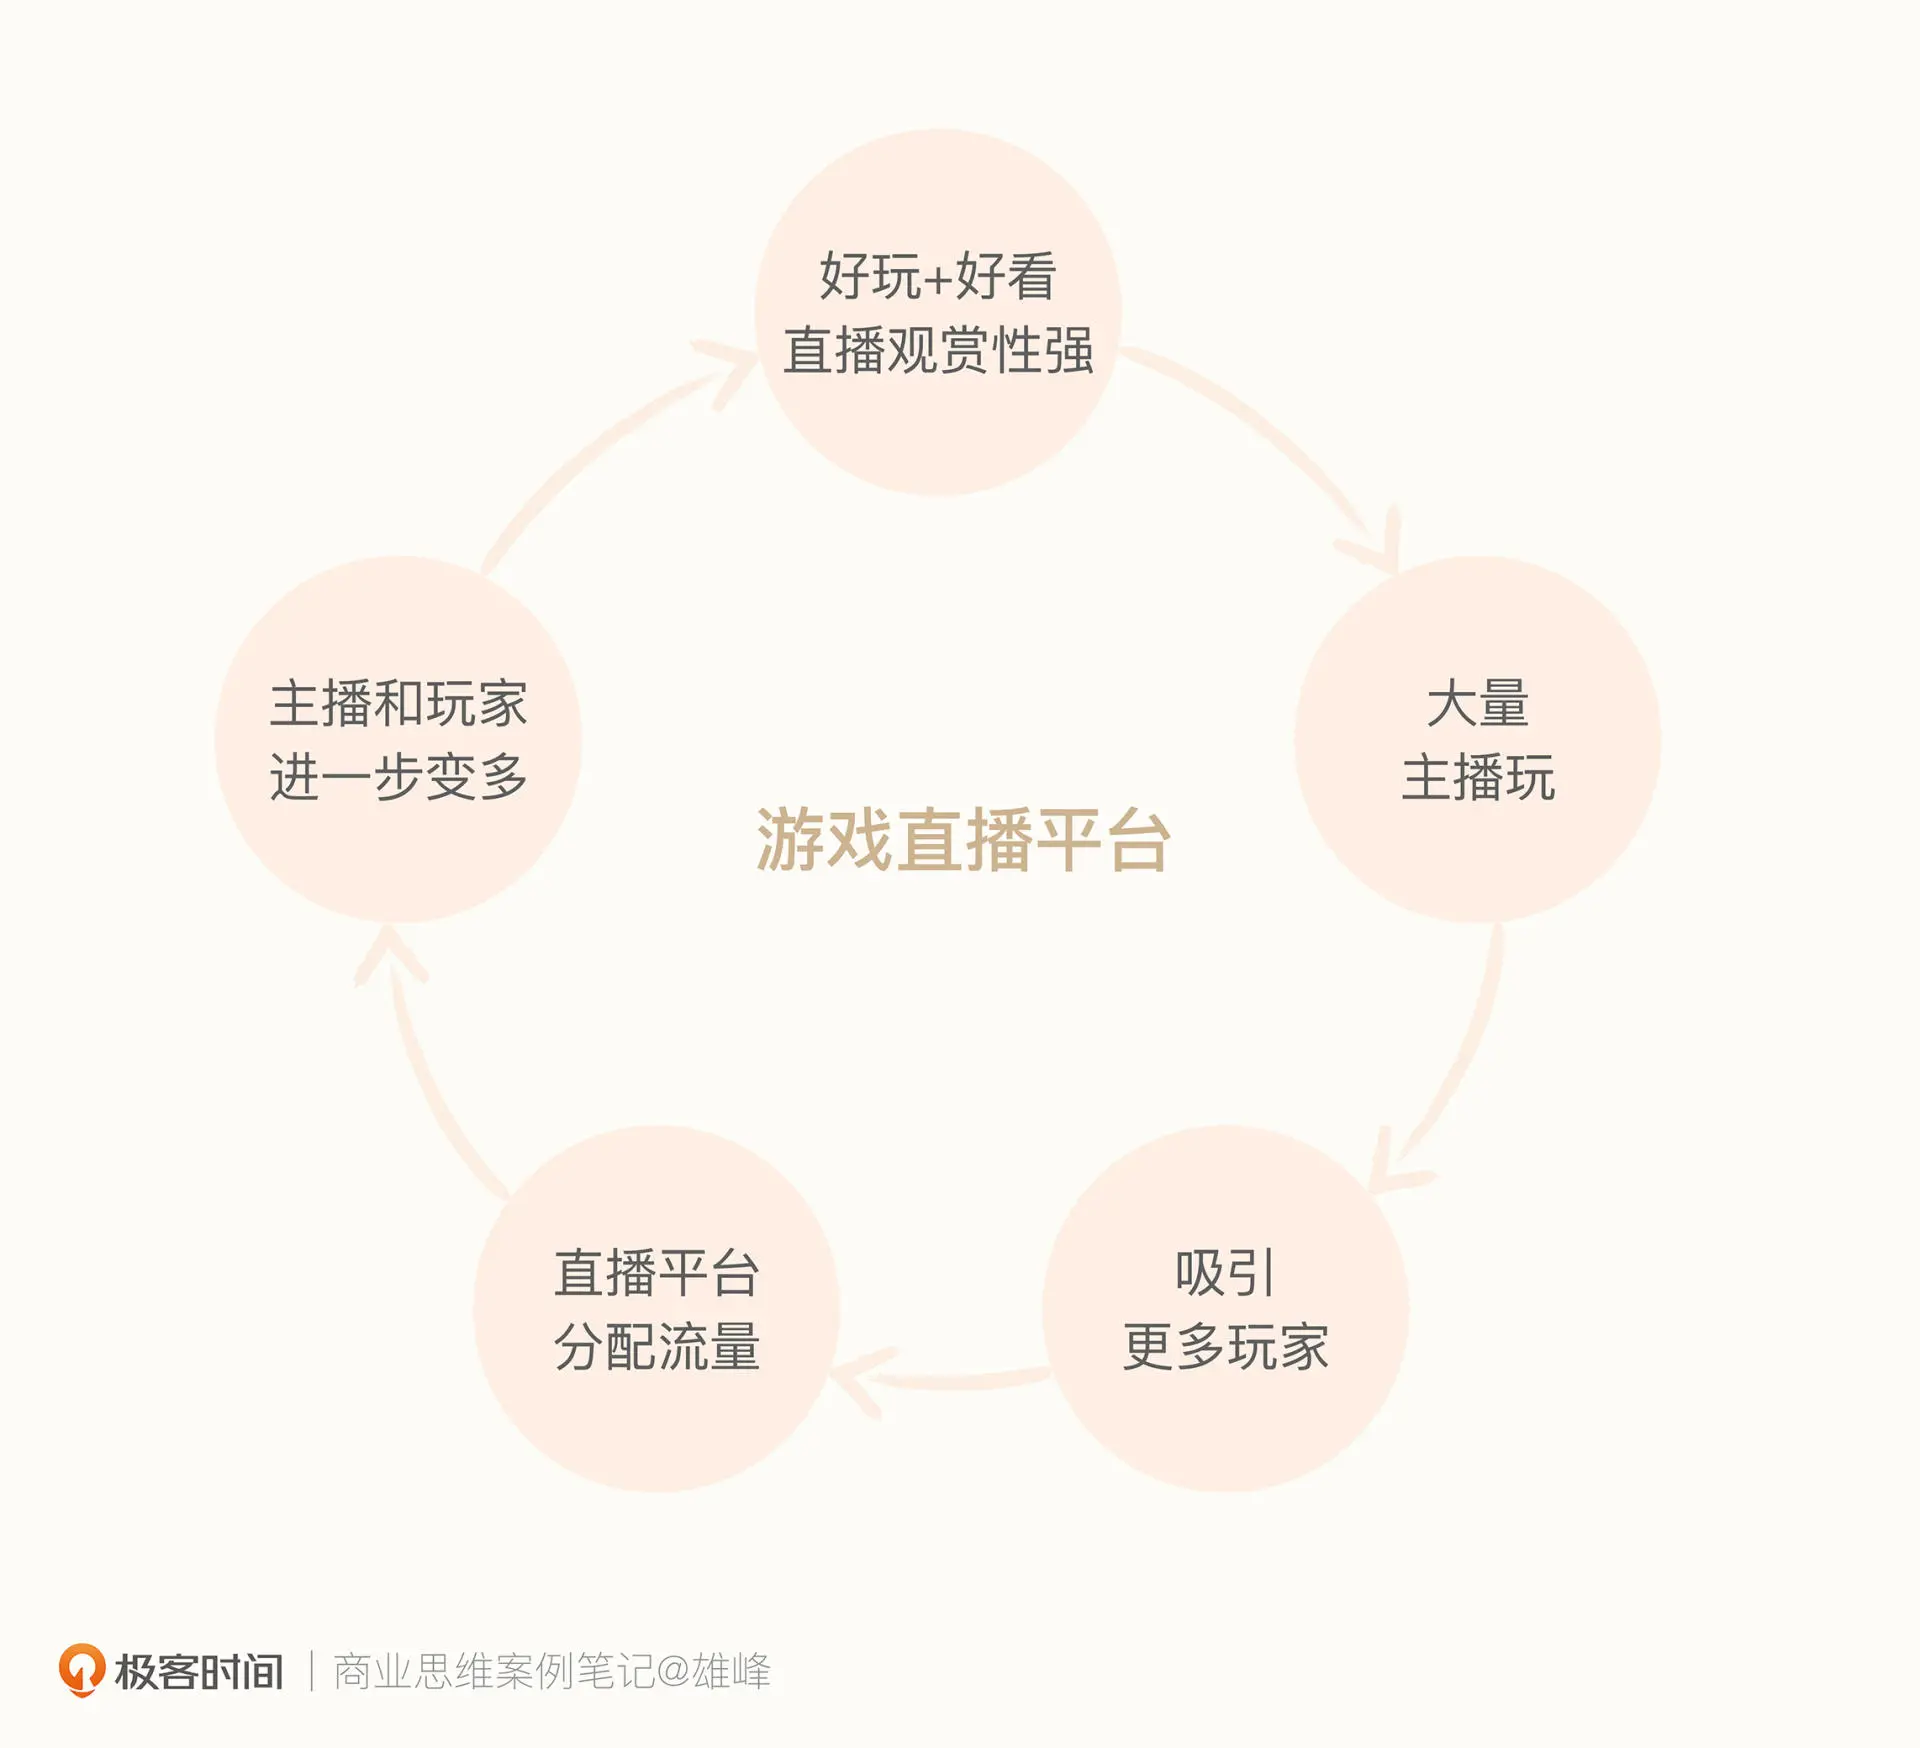 好玩+好看
直播观赏性强
大量
主播玩
吸引
更多玩家
直播平台
分配流量
主播和玩家
进一步变多
游戏直播平台
极客时间 | 商业思维案例笔记@雄峰